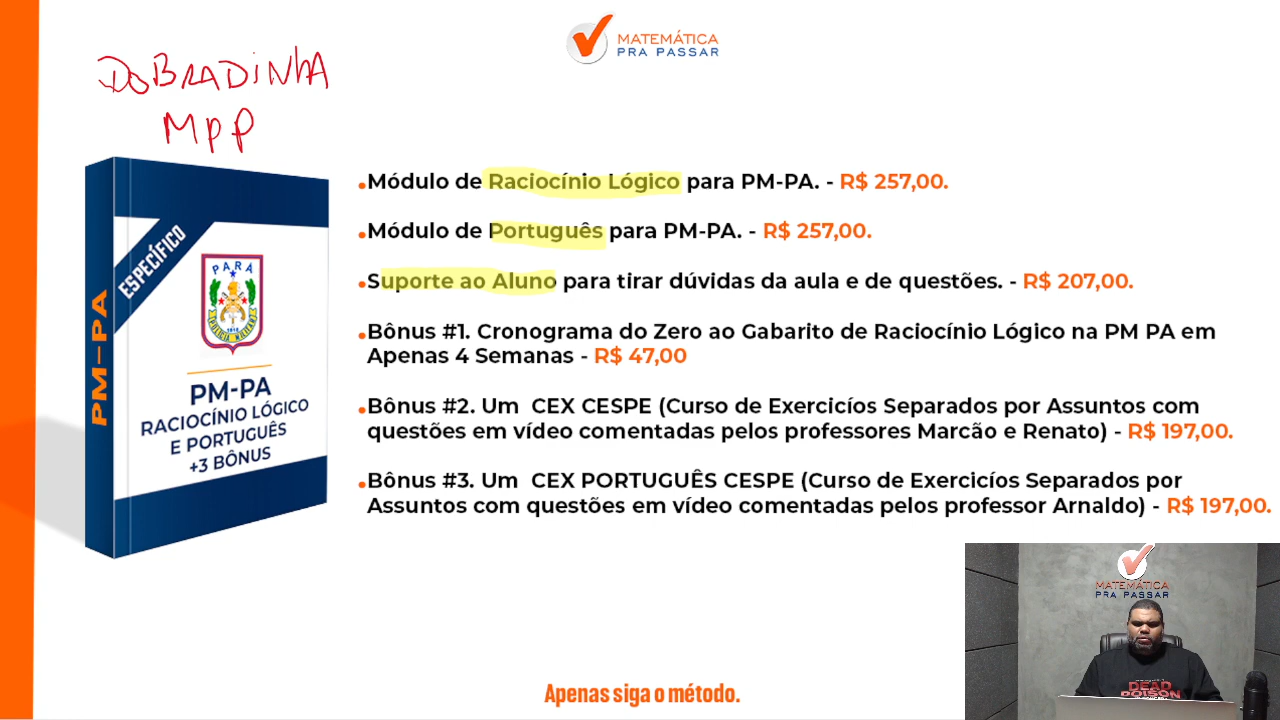 MATEMÁTICA
PRA PASSAR
DoBRADiNhA
MPP
ESPECÍFICO
PM-PA
PARÁ
PM-PA
RACIOCÍNIO LÓGICO
E PORTUGUÊS
+3 BÔNUS
•Módulo de Raciocínio Lógico para PM-PA. - R$ 257,00.
•Módulo de Português para PM-PA. - R$ 257,00.
•Suporte ao Aluno para tirar dúvidas da aula e de questões. - R$ 207,00.
•Bônus #1. Cronograma do Zero ao Gabarito de Raciocínio Lógico na PM PA em
Apenas 4 Semanas - R$ 47,00
•Bônus #2. Um CEX CESPE (Curso de Exercicíos Separados por Assuntos com
questões em vídeo comentadas pelos professores Marcão e Renato) - R$ 197,00.
•Bônus #3. Um CEX PORTUGUÊS CESPE (Curso de Exercicíos Separados por
Assuntos com questões em vídeo comentadas pelos professor Arnaldo) - R$ 197,00.
MATEMÁTICA
PRA PASSAR
DEAD
POISON
Apenas siga o método.